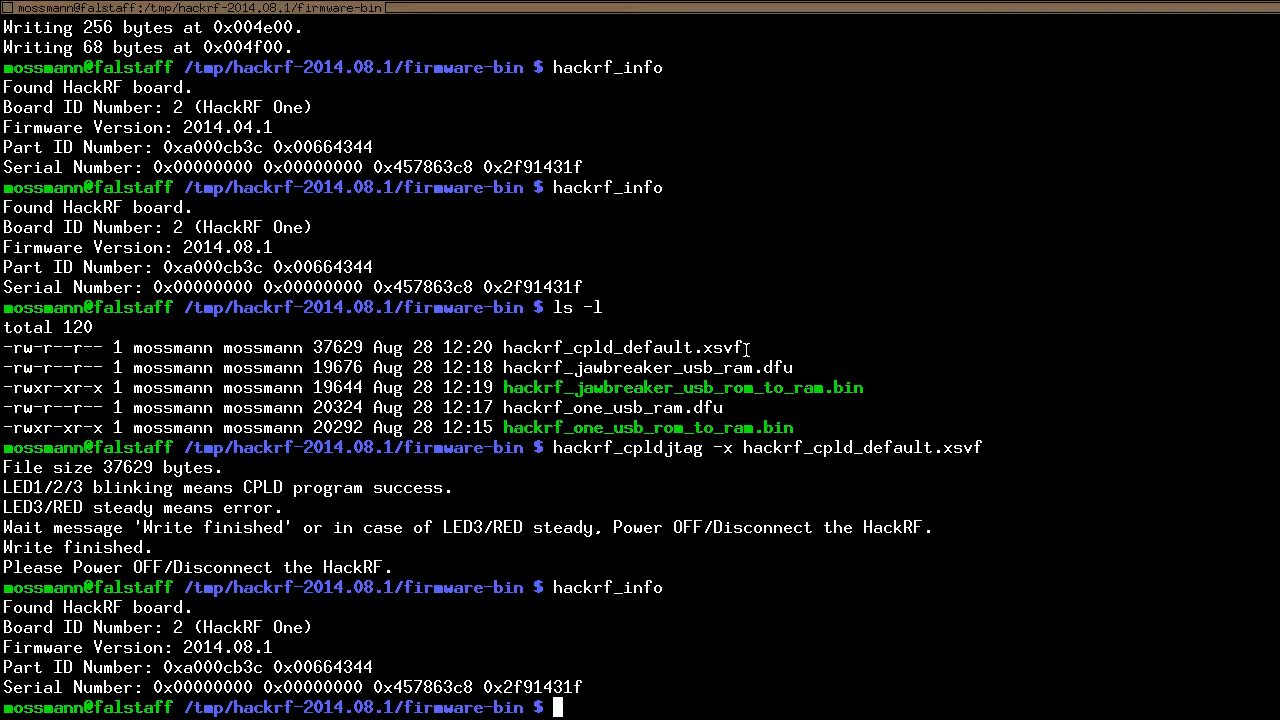 mossmann@falstaff:/tmp/hackrf-2014.08.1/firmware-bin
Writing 256 bytes at 0x004e00.
Writing 68 bytes at 0x004f00.
mossmann@falstaff /tmp/hackrf-2014.08.1/firmware-bin $ hackrf_info
Found HackRF board.
Board ID Number: 2 (HackRF One)
Firmware Version: 2014.04.1
Part ID Number: 0xa000cb3c 0x00664344
Serial Number: 0x00000000 0x00000000 0x457863c8 0x2f91431f
mossmann@falstaff /tmp/hackrf-2014.08.1/firmware-bin $ hackrf_info
Found HackRF board.
Board ID Number: 2 (HackRF One)
Firmware Version: 2014.08.1
Part ID Number: 0xa000cb3c 0x00664344
Serial Number: 0x00000000 0x00000000 0x457863c8 0x2f91431f
mossmann@falstaff /tmp/hackrf-2014.08.1/firmware-bin $ ls -l
total 120
-rw-r--r-- 1 mossmann mossmann 37629 Aug 28 12:20 hackrf_cpld_default.xsvf
-rw-r--r-- 1 mossmann mossmann 19676 Aug 28 12:18 hackrf_jawbreaker_usb_ram.dfu
-rwxr-xr-x 1 mossmann mossmann 19644 Aug 28 12:19 hackrf_jawbreaker_usb_rom_to_ram.bin
-rw-r--r-- 1 mossmann mossmann 20324 Aug 28 12:17 hackrf_one_usb_ram.dfu
-rwxr-xr-x 1 mossmann mossmann 20292 Aug 28 12:15 hackrf_one_usb_rom_to_ram.bin
mossmann@falstaff /tmp/hackrf-2014.08.1/firmware-bin $ hackrf_cpldjtag -x hackrf_cpld_default.xsvf
File size 37629 bytes.
LED1/2/3 blinking means CPLD program success.
LED3/RED steady means error.
Wait message 'Write finished' or in case of LED3/RED steady, Power OFF/Disconnect the HackRF.
Write finished.
Please Power OFF/Disconnect the HackRF.
mossmann@falstaff /tmp/hackrf-2014.08.1/firmware-bin $ hackrf_info
Found HackRF board.
Board ID Number: 2 (HackRF One)
Firmware Version: 2014.08.1
Part ID Number: 0xa000cb3c 0x00664344
Serial Number: 0x00000000 0x00000000 0x457863c8 0x2f91431f
mossmann@falstaff /tmp/hackrf-2014.08.1/firmware-bin $